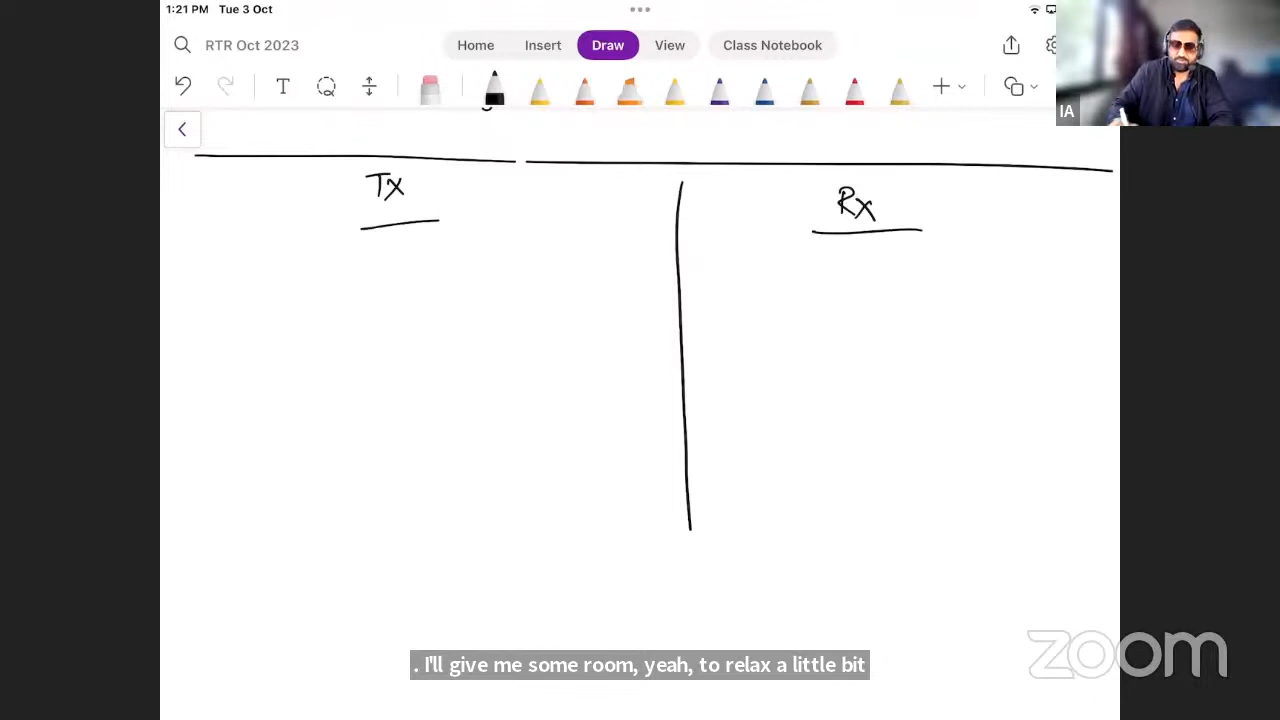 1:21 PM Tue 3 Oct
RTR Oct 2023
Home Insert Draw View Class Notebook
T
IA
Tx
Rx
. I'll give me some room, yeah, to relax a little bit
zoom